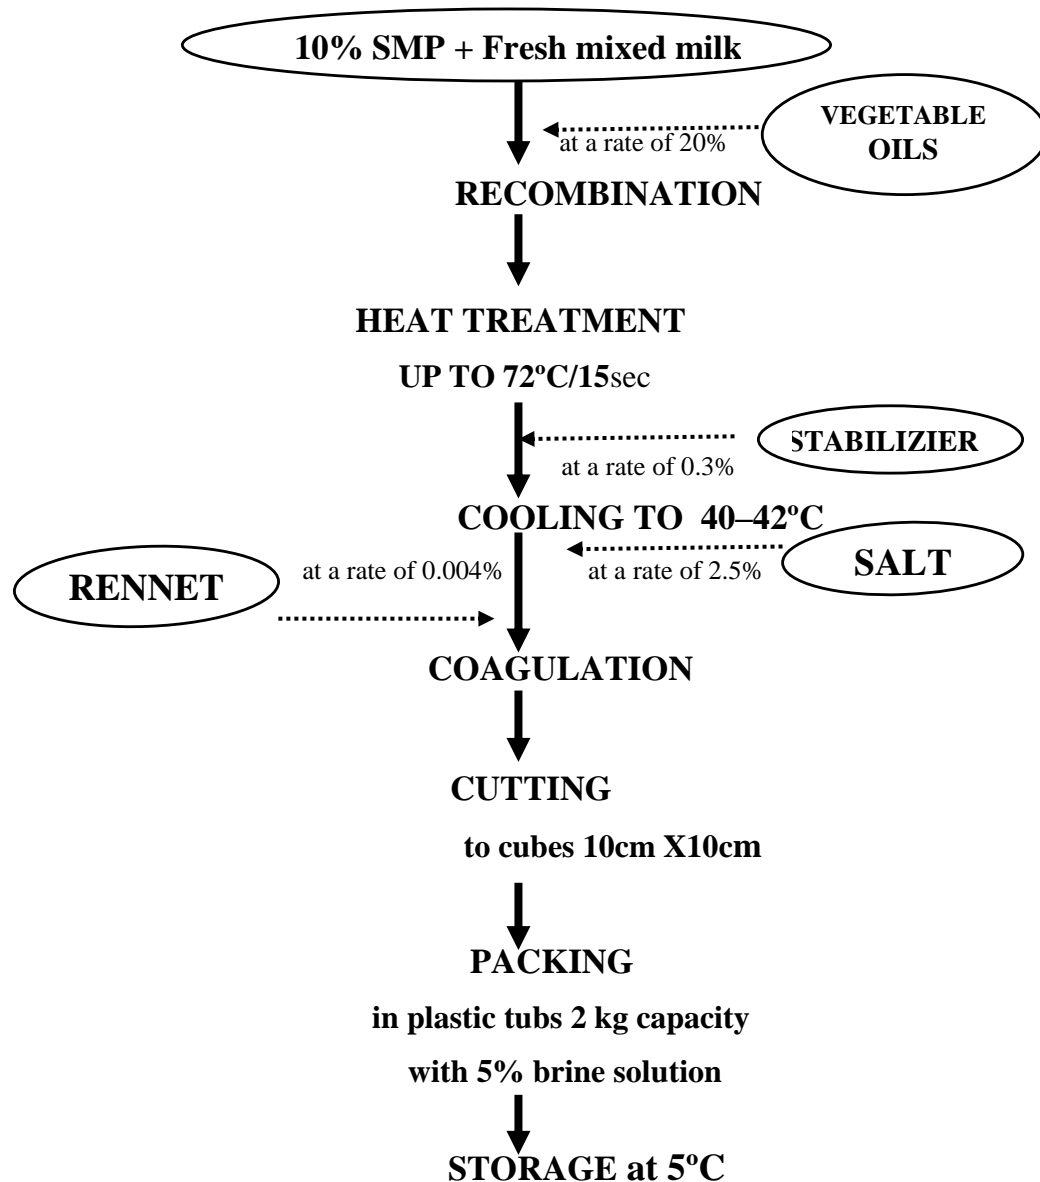 10% SMP + Fresh mixed milk
VEGETABLE
OILS
at a rate of 20%
RECOMBINATION
HEAT TREATMENT
UP TO 72ºC/15sec
STABILIZIER
at a rate of 0.3%
COOLING TO 40–42ºC
SALT
at a rate of 2.5%
RENNET
at a rate of 0.004%
COAGULATION
CUTTING
to cubes 10cm X10cm
PACKING
in plastic tubs 2 kg capacity
with 5% brine solution
STORAGE at 5ºC